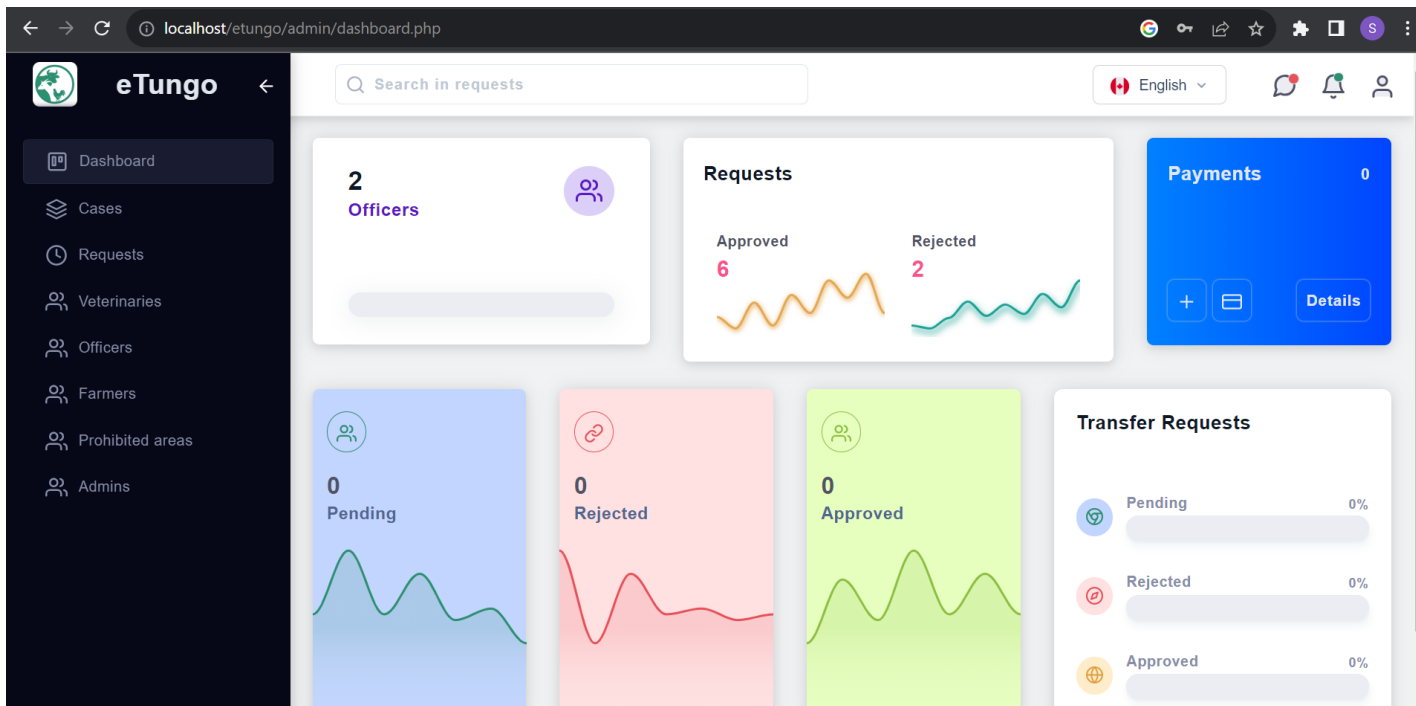 localhost/etungo/admin/dashboard.php
S
eTungo
Search in requests
English
Dashboard
Cases
Requests
Veterinaries
Officers
Farmers
Prohibited areas
Admins
2
Officers
Requests
Approved
6
Rejected
2
Payments 0
Details
0
Pending
0
Rejected
0
Approved
Transfer Requests
Pending 0%
Rejected 0%
Approved 0%